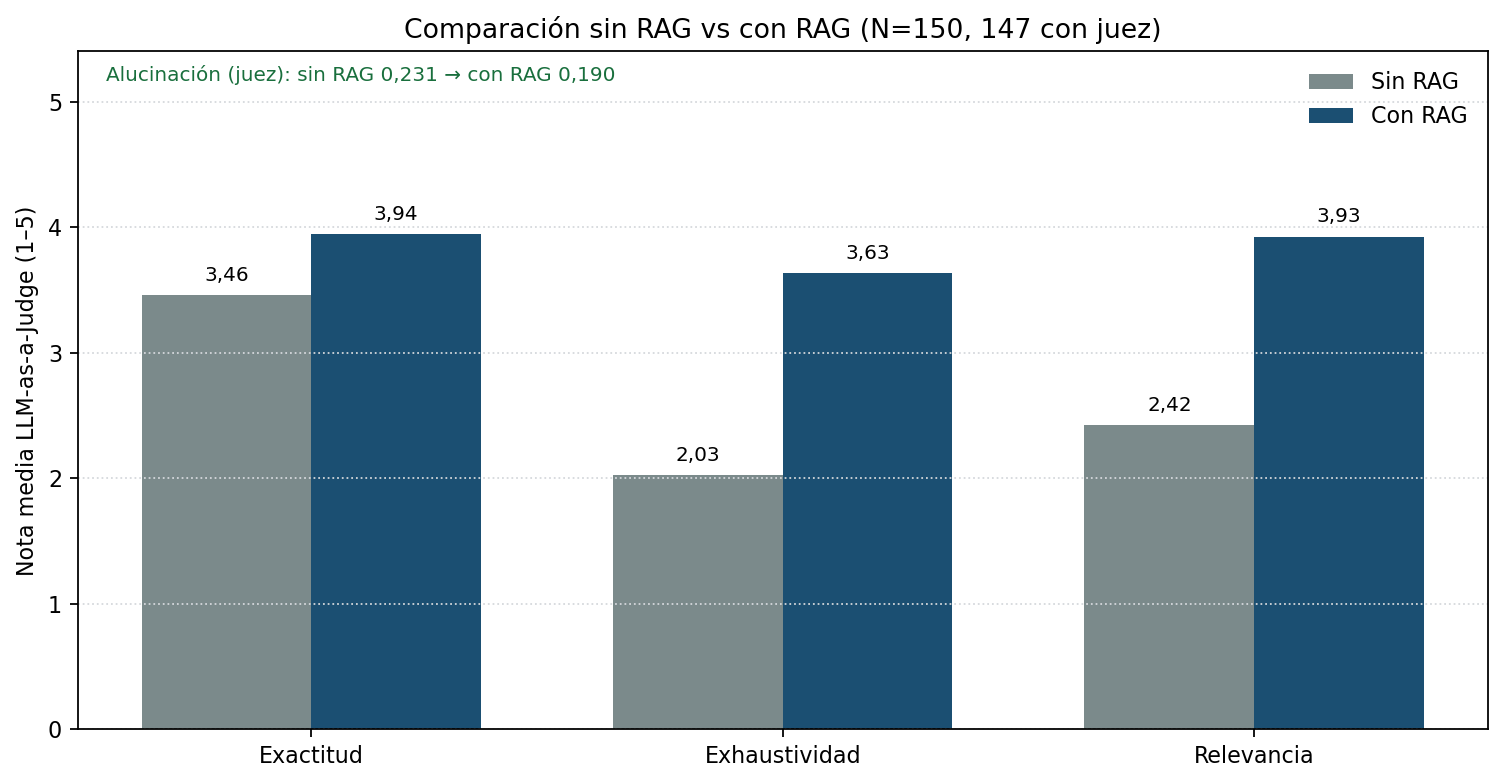 Comparación sin RAG vs con RAG (N=150, 147 con juez)
Alucinación (juez): sin RAG 0,231 → con RAG 0,190
Sin RAG
Con RAG
Nota media LLM-as-a-Judge (1–5)
5
4
3
2
1
0
3,46
3,94
2,03
3,63
2,42
3,93
Exactitud
Exhaustividad
Relevancia